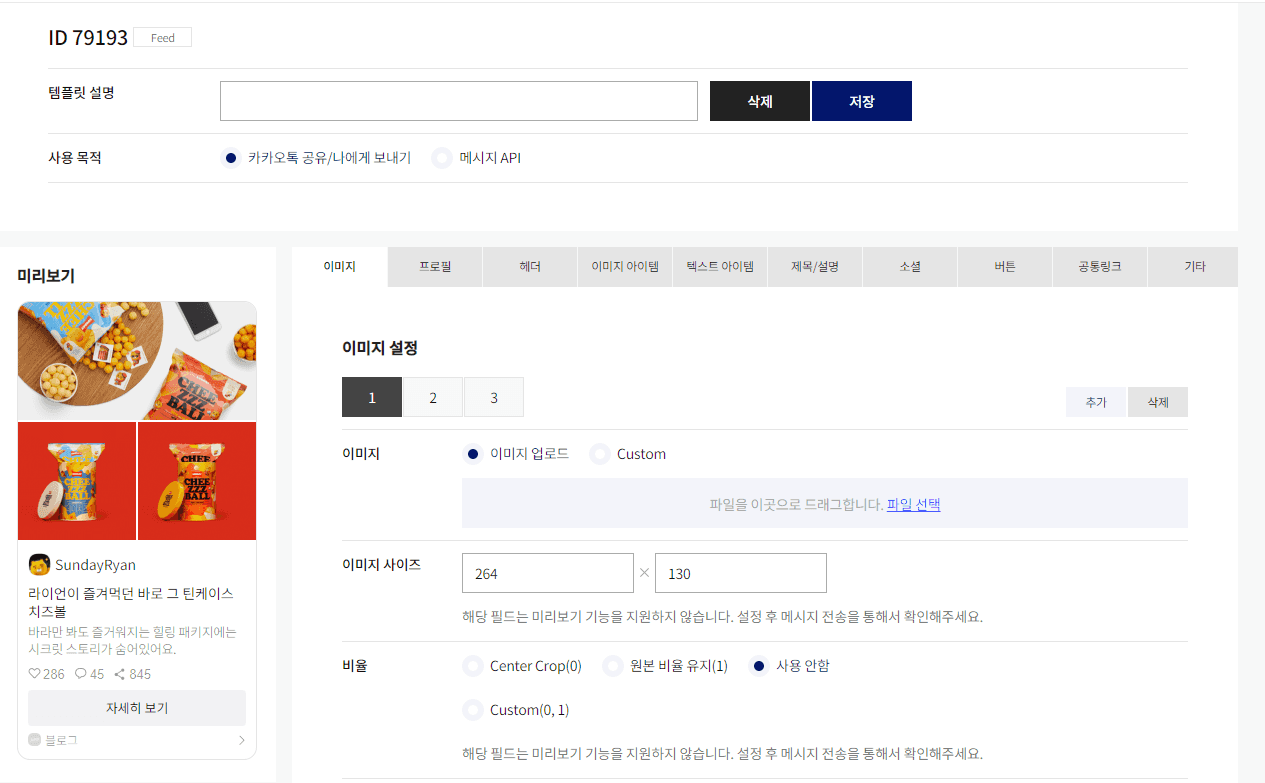 ID 79193 Feed
템플릿 설명 삭제 저장
사용 목적 카카오톡 공유/나에게 보내기 메시지 API
미리보기
CHEE
ZZZ
BALL
CHEE
ZZZ
BALL
CHEE
ZZZ
BALL
SundayRyan
라이언이 즐겨먹던 바로 그 틴케이스
치즈볼
바라만 봐도 즐거워지는 힐링 패키지에는
시크릿 스토리가 숨어있어요.
286 45 845
자세히 보기
블로그
이미지 프로필 헤더 이미지 아이템 텍스트 아이템 제목/설명 소셜 버튼 공통링크 기타
이미지 설정
1 2 3 추가 삭제
이미지 이미지 업로드 Custom
파일을 이곳으로 드래그합니다. 파일 선택
이미지 사이즈 264 × 130
해당 필드는 미리보기 기능을 지원하지 않습니다. 설정 후 메시지 전송을 통해서 확인해주세요.
비율 Center Crop(0) 원본 비율 유지(1) 사용 안함
Custom(0, 1)
해당 필드는 미리보기 기능을 지원하지 않습니다. 설정 후 메시지 전송을 통해서 확인해주세요.